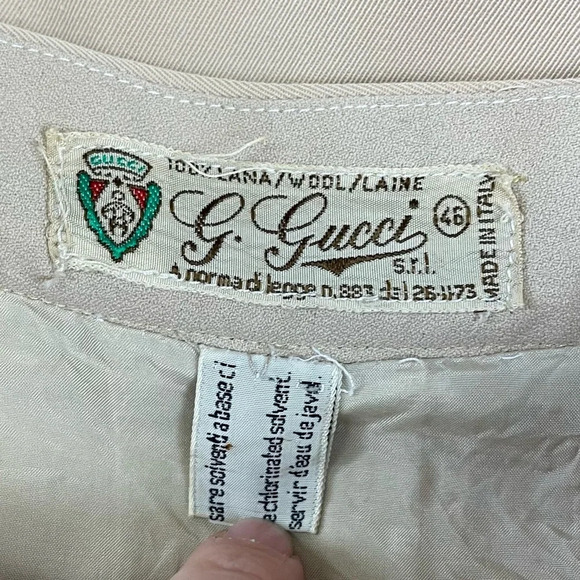 GUCCI
100% LANA/WOOL/LAINE
G. Gucci
46
s.r.l.
A norma di legge n.883 del 26·11·73
MADE IN ITALY
sare solventi a base ci
e chlorinated solvent.
servir d'eau de javel.